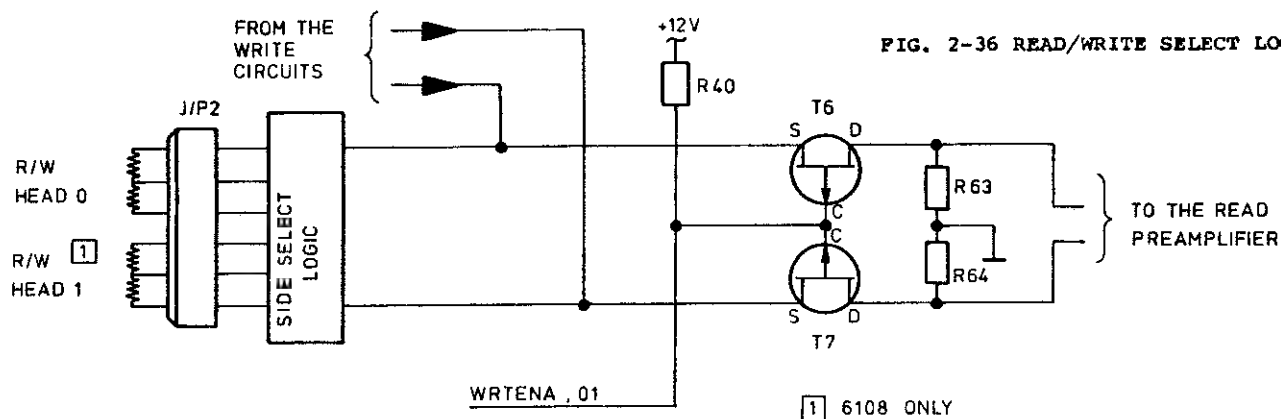 FROM THE
WRITE
CIRCUITS
+12V
FIG. 2-36 READ/WRITE SELECT LO
R40
J/P2
T6
S D
R/W
HEAD 0
R63
C
TO THE READ
PREAMPLIFIER
SIDE SELECT
LOGIC
R/W 1
HEAD 1
C
R64
S D
T7
WRTENA,01
1 6108 ONLY